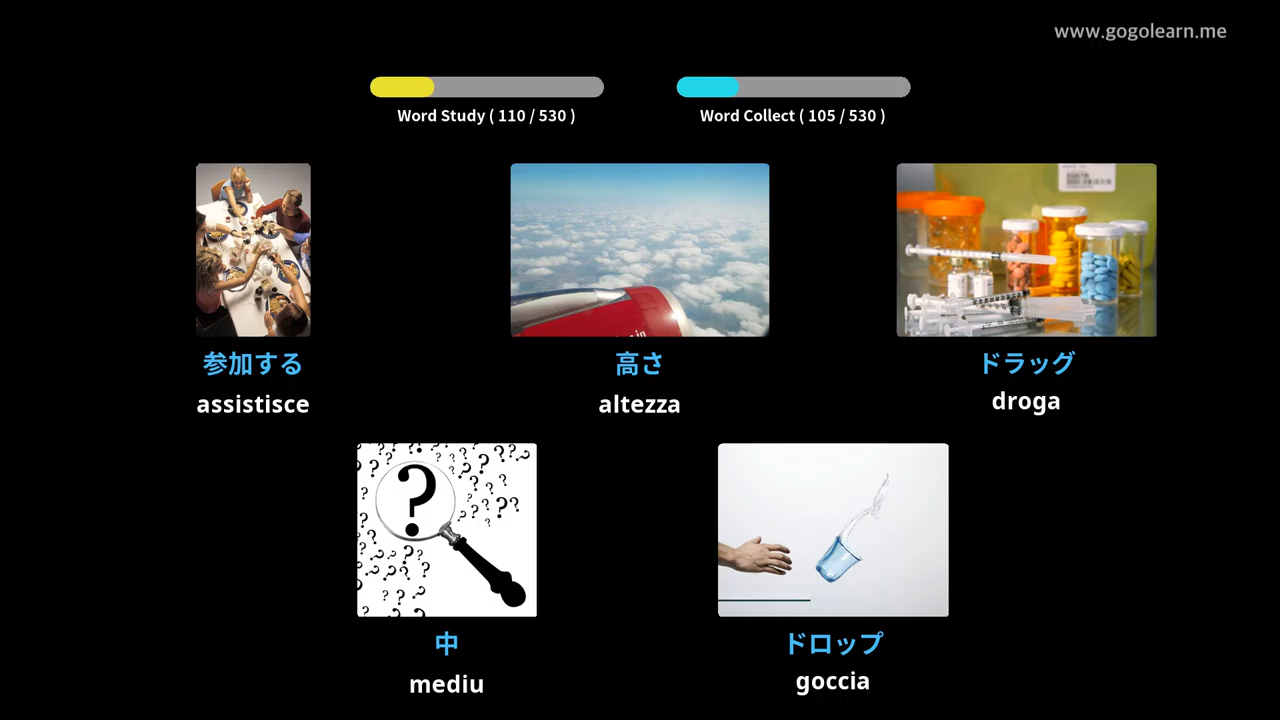 www.gogolearn.me
Word Study ( 110 / 530 )
Word Collect ( 105 / 530 )
参加する
assistisce
高さ
altezza
ドラッグ
droga
中
mediu
ドロップ
goccia